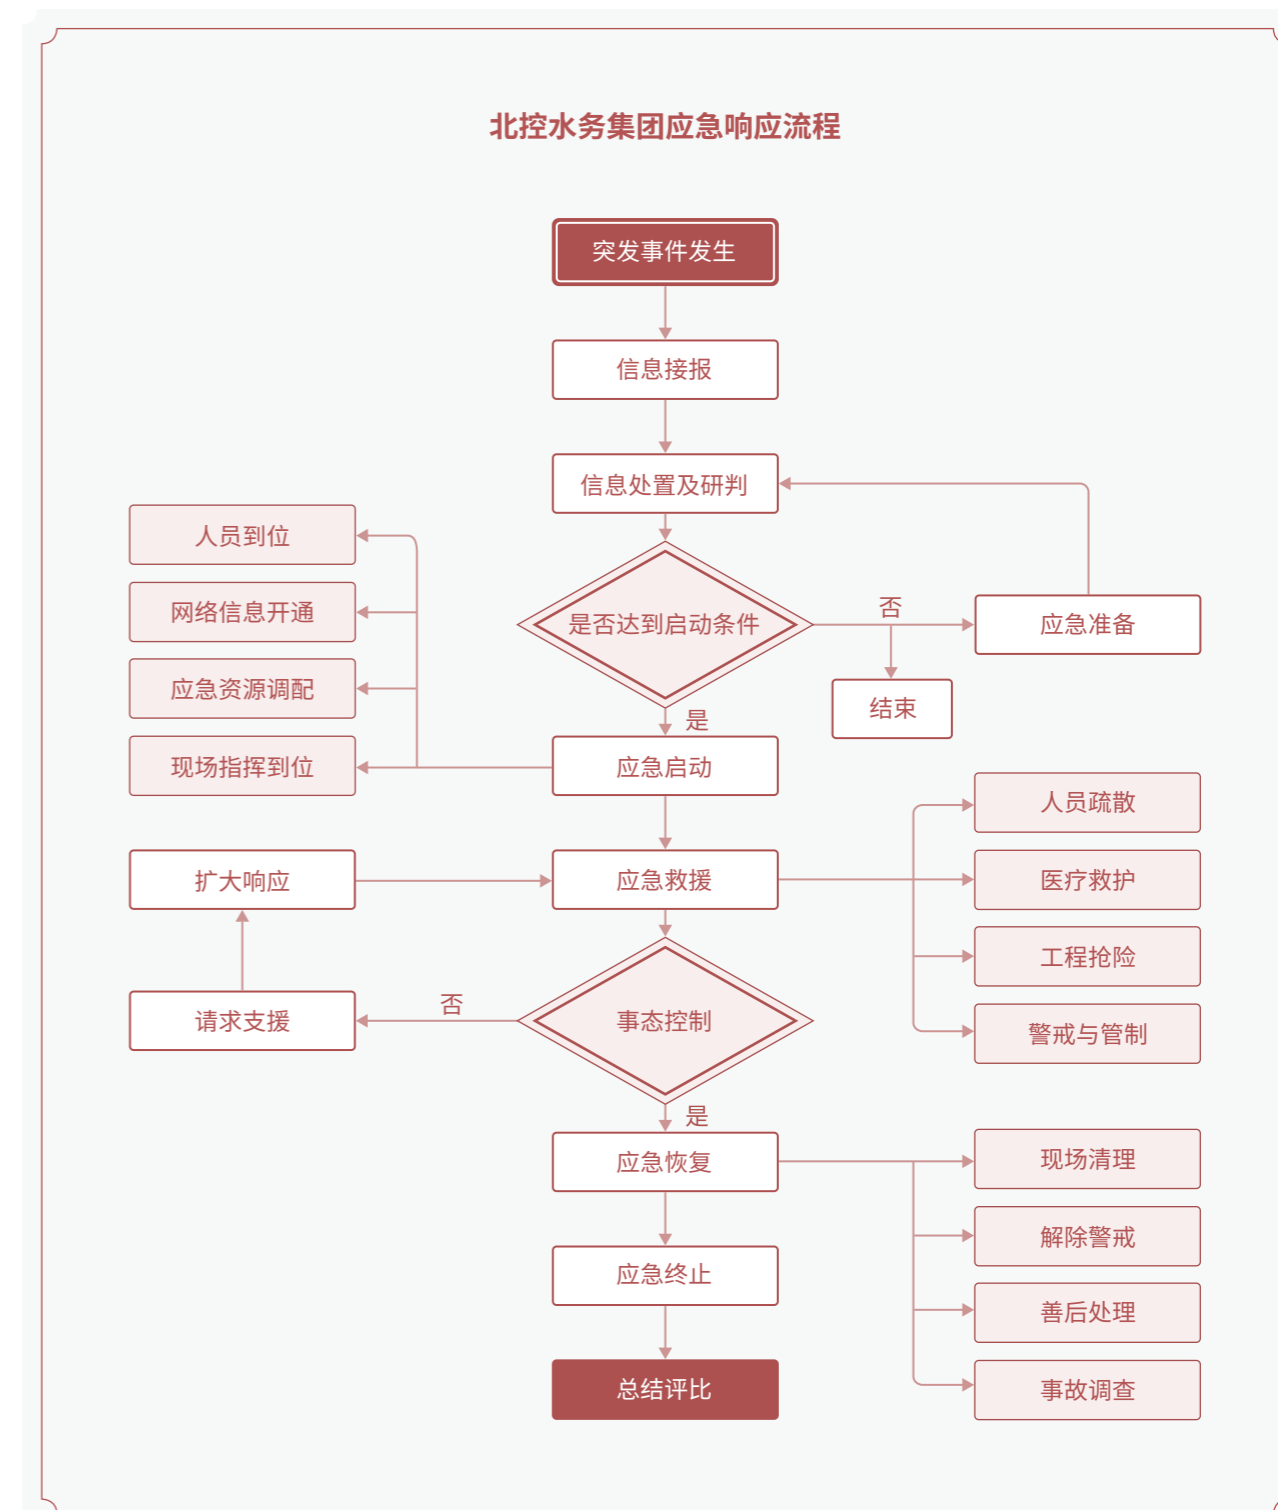 北控水务集团应急响应流程
突发事件发生
信息接报
信息处置及研判
人员到位
网络信息开通
应急资源调配
现场指挥到位
是否达到启动条件
否
应急准备
结束
是
应急启动
人员疏散
医疗救护
工程抢险
警戒与管制
扩大响应
应急救援
请求支援
否
事态控制
是
应急恢复
现场清理
解除警戒
善后处理
事故调查
应急终止
总结评比